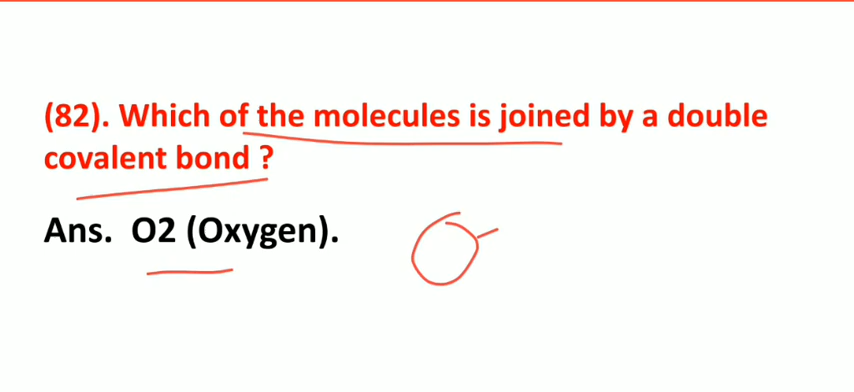 (82). Which of the molecules is joined by a double
covalent bond ?
Ans.  O2 (Oxygen).